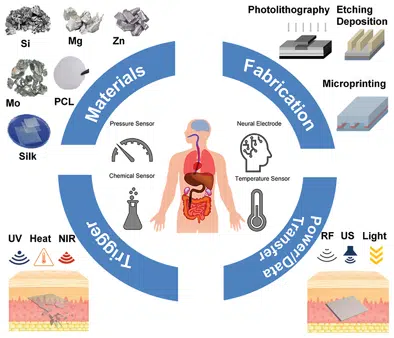 Si
Mg
Zn
Mo
PCL
Silk
Materials
Photolithography
Etching
Deposition
Microprinting
Fabrication
Pressure Sensor
Neural Electrode
Chemical Sensor
Temperature Sensor
Trigger
UV
Heat
NIR
Power/Data
Transfer
RF
US
Light